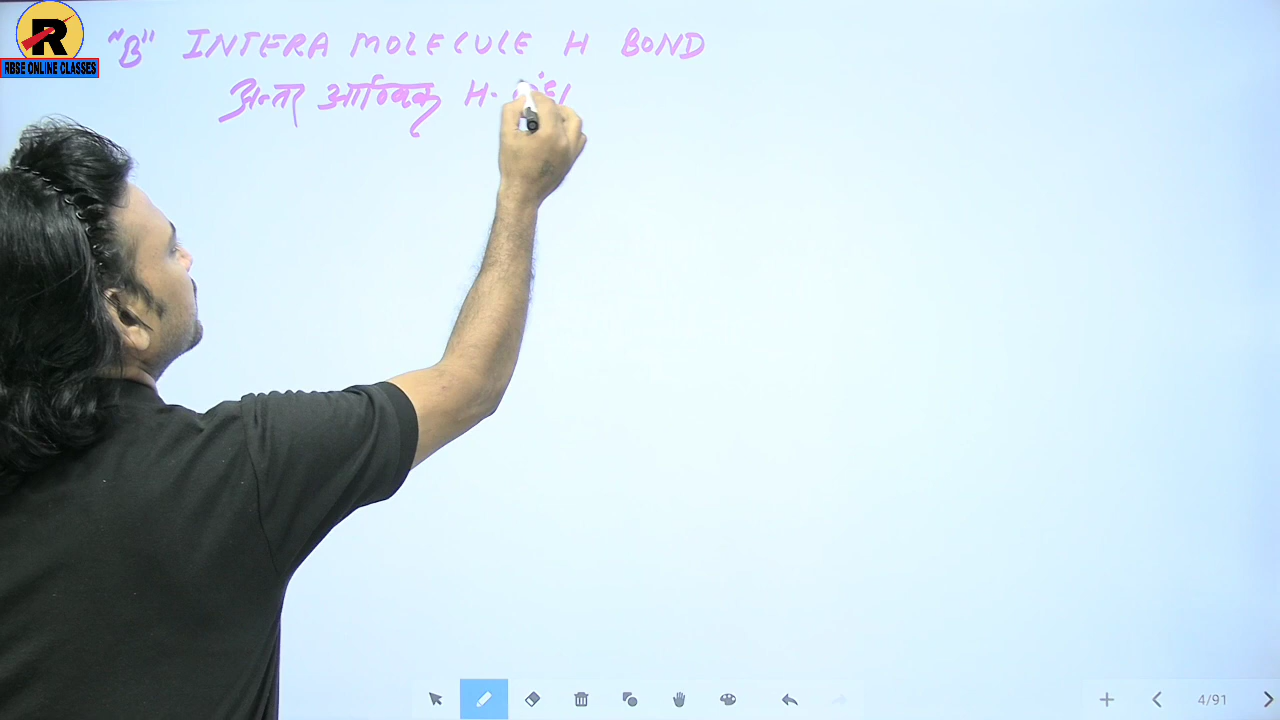 R
RBSE ONLINE CLASSES
"B" INTERA MOLECULE H BOND
अन्तर आण्विक H-
4/91